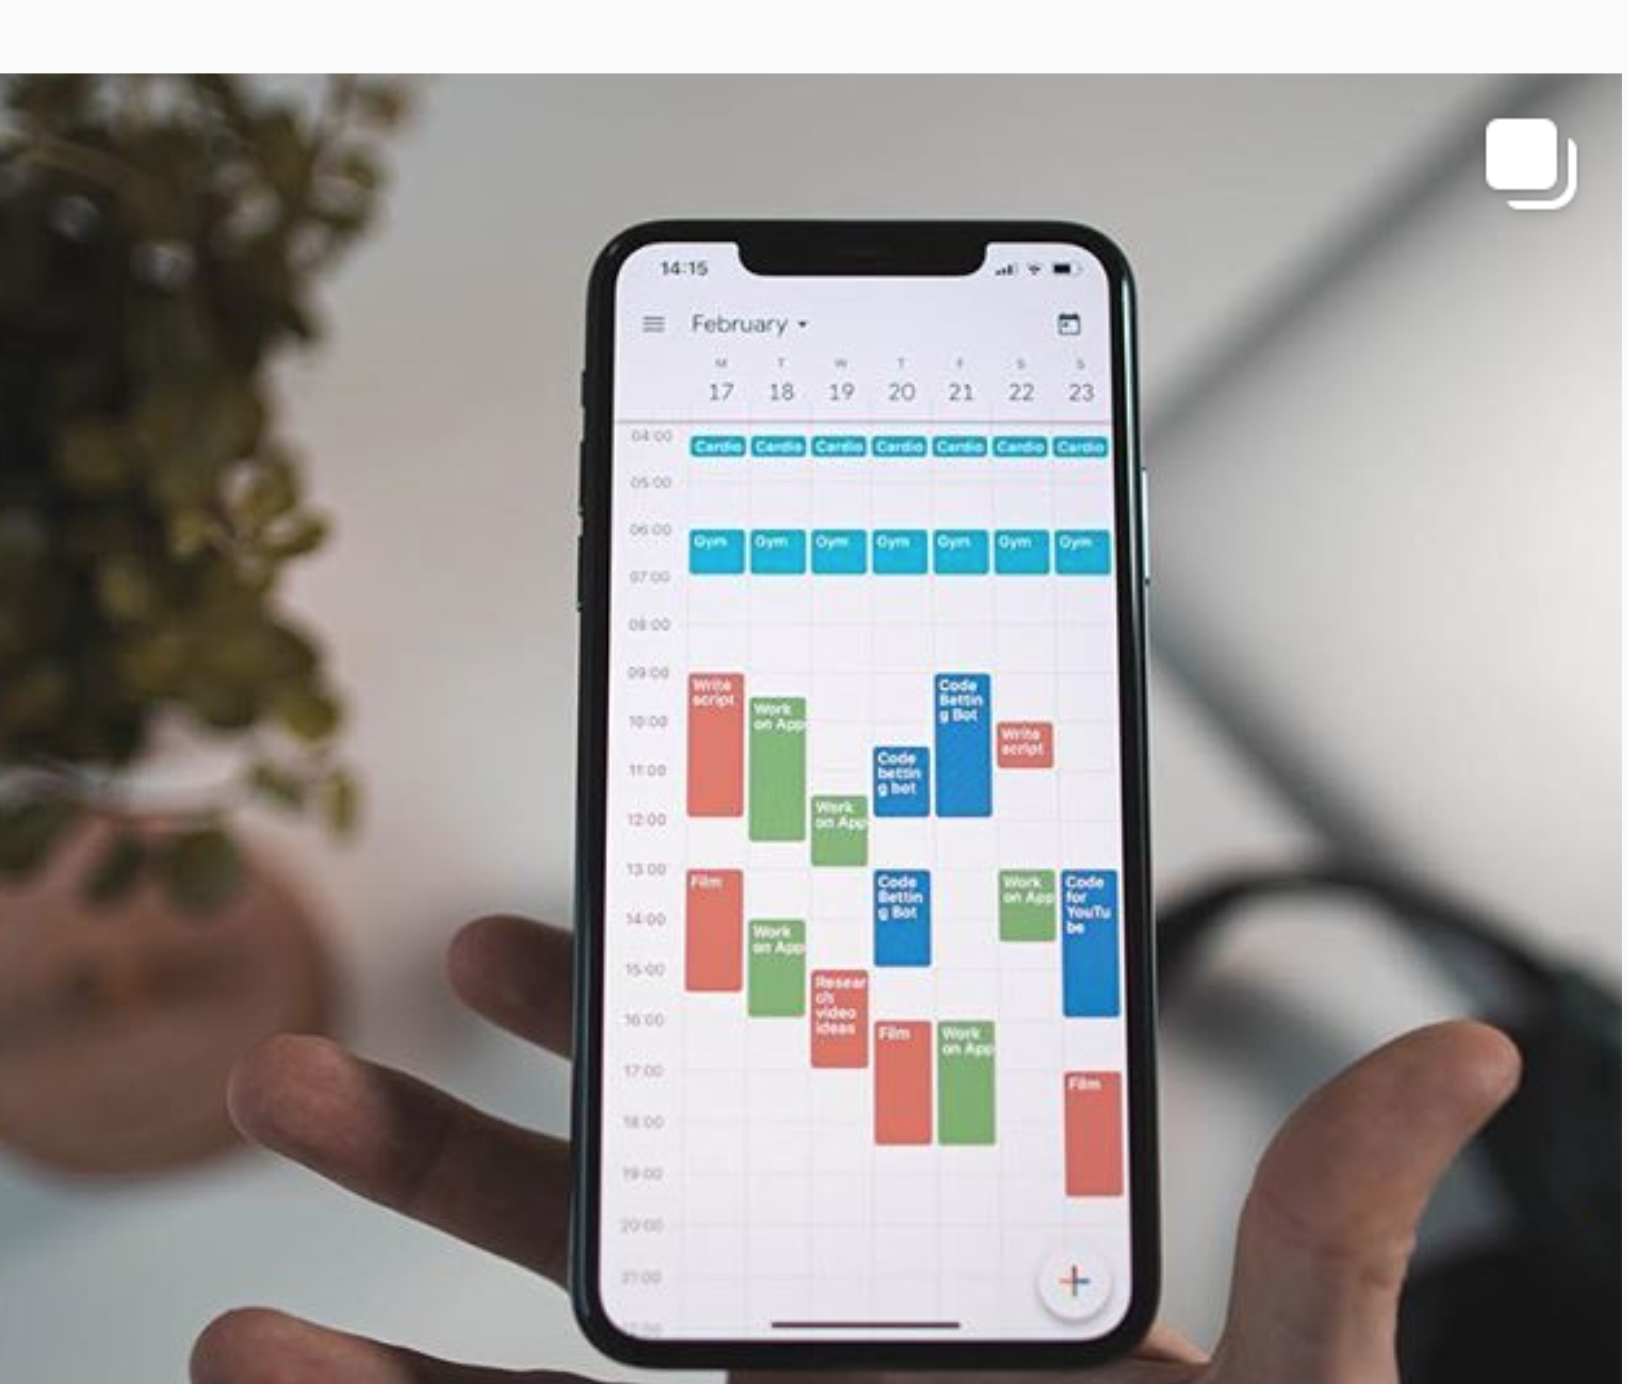 14:15
February
M T W T F S S
17 18 19 20 21 22 23
04:00
Cardio Cardio Cardio Cardio Cardio Cardio Cardio
05:00
06:00
Gym Gym Gym Gym Gym Gym Gym
07:00
08:00
09:00
Write
script
Work
on App
Code
Bettin
g Bot
10:00
Write
script
Code
bettin
g bot
11:00
Work
on App
12:00
13:00
Film
Code
Bettin
g Bot
Work
on App
Code
for
YouTu
be
14:00
Work
on App
15:00
Resear
ch
video
ideas
16:00
Film
Work
on App
17:00
Film
18:00
19:00
20:00
21:00